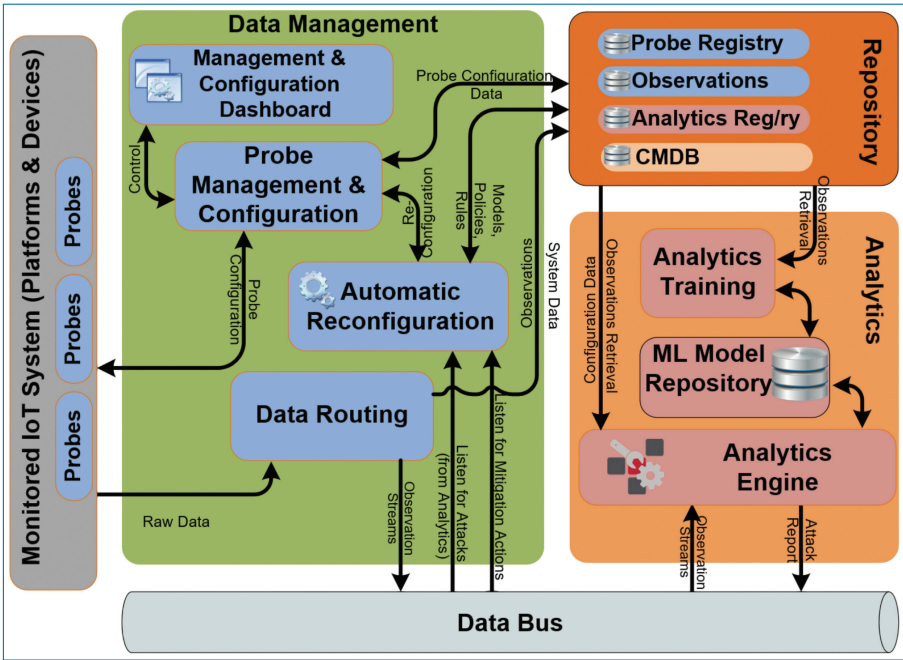 Monitored IoT System (Platforms & Devices)
Probes
Probes
Probes
Data Management
Management &
Configuration
Dashboard
Control
Probe
Management &
Configuration
Probe Configuration
Data
Re-
Configuration
Models,
Policies,
Rules
Probe
Configuration
Automatic
Reconfiguration
Observations
System Data
Data Routing
Raw Data
Observation
Streams
Listen for Attacks
(from Analytics)
Listen for Mitigation Actions
Repository
Probe Registry
Observations
Analytics Reg/ry
CMDB
Observations Retrieval
Configuration Data
Observations
Retrieval
Analytics
Analytics
Training
ML Model
Repository
Analytics
Engine
Observation
Streams
Attack
Report
Data Bus